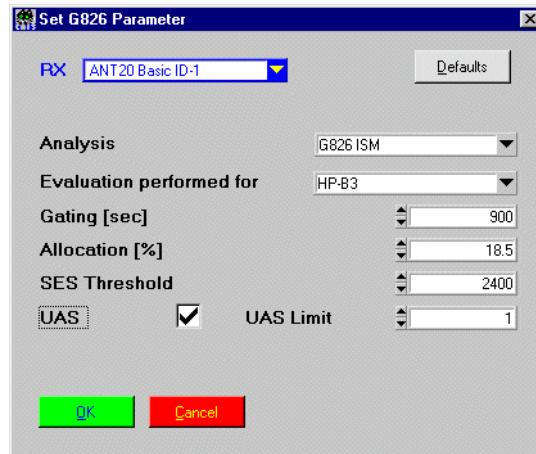 Set G826 Parameter
RX ANT20 Basic ID-1 Defaults
Analysis G826 ISM
Evaluation performed for HP-B3
Gating [sec] 900
Allocation [%] 18.5
SES Threshold 2400
UAS UAS Limit 1
OK Cancel